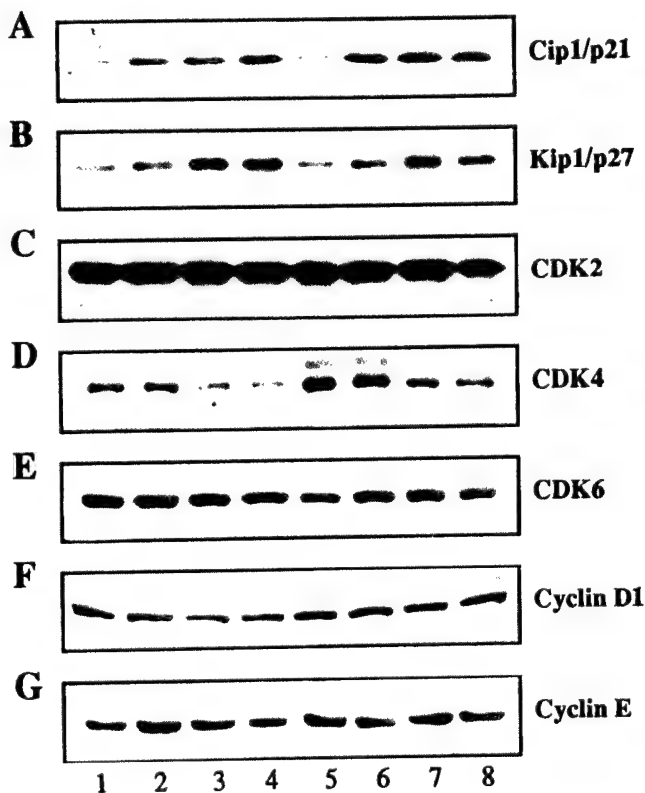 A
Cip1/p21
B
Kip1/p27
C
CDK2
D
CDK4
E
CDK6
F
Cyclin D1
G
Cyclin E
1 2 3 4 5 6 7 8